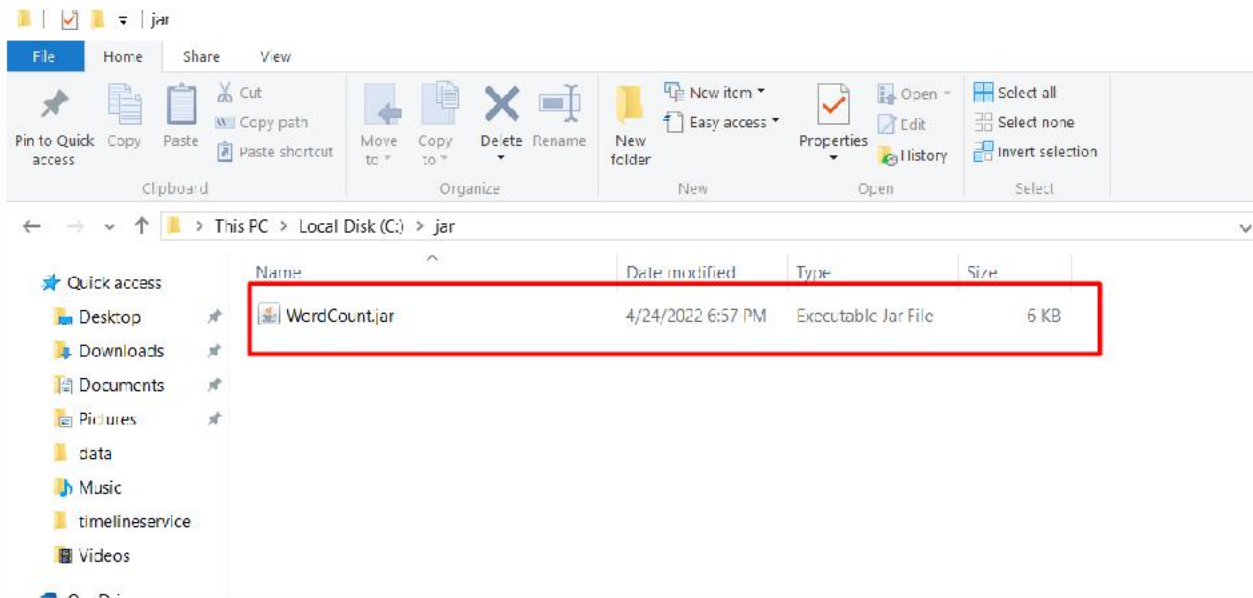 jar
File Home Share View
Pin to Quick access
Copy
Paste
Cut
Copy path
Paste shortcut
Clipboard
Move to
Copy to
Delete
Rename
Organize
New folder
New item
Easy access
New
Properties
Open
Edit
History
Open
Select all
Select none
Invert selection
Select
This PC > Local Disk (C:) > jar
Name Date modified Type Size
WordCount.jar 4/24/2022 6:57 PM Executable Jar File 6 KB
Quick access
Desktop
Downloads
Documents
Pictures
data
Music
timelineservice
Videos